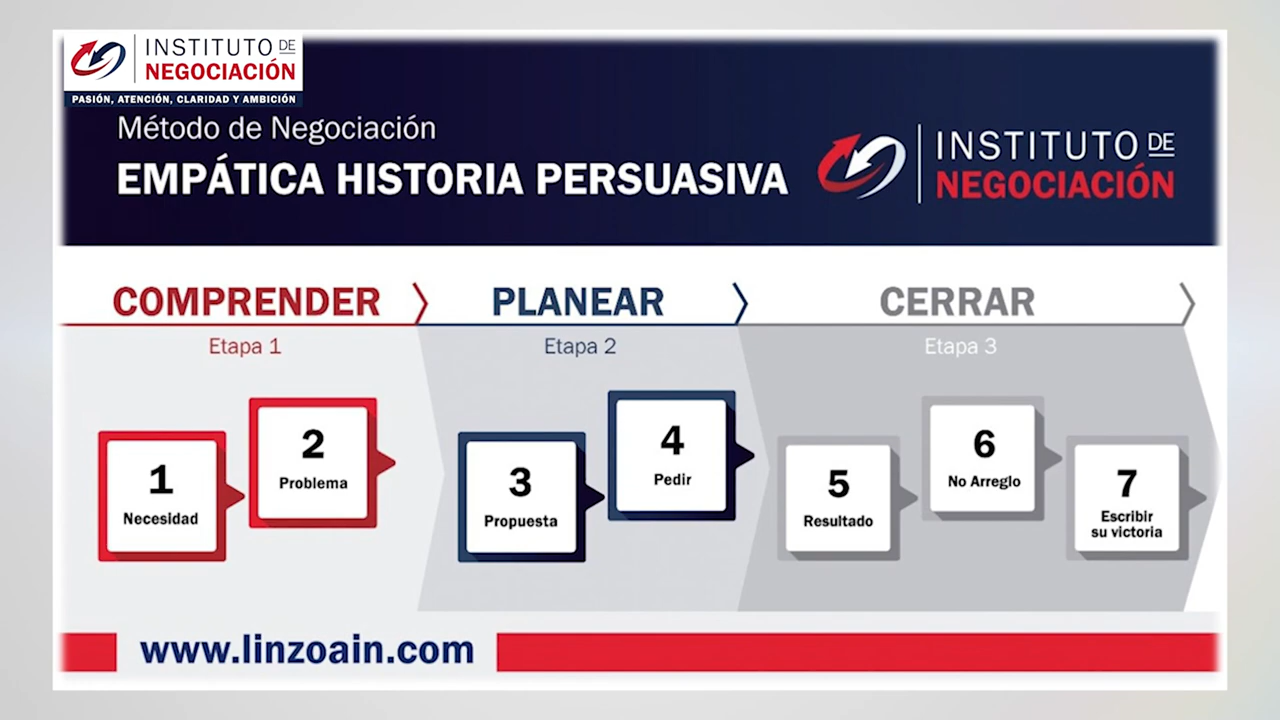 INSTITUTO DE
NEGOCIACIÓN
PASIÓN, ATENCIÓN, CLARIDAD Y AMBICIÓN
Método de Negociación
EMPÁTICA HISTORIA PERSUASIVA
INSTITUTO DE
NEGOCIACIÓN
COMPRENDER
PLANEAR
CERRAR
Etapa 1
Etapa 2
Etapa 3
1
Necesidad
2
Problema
3
Propuesta
4
Pedir
5
Resultado
6
No Arreglo
7
Escribir
su victoria
www.linzoain.com